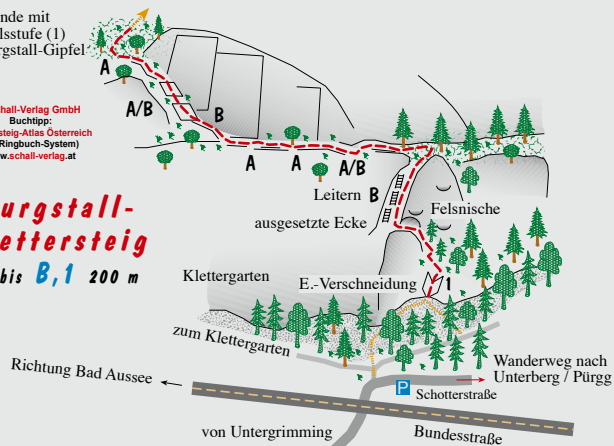 nde mit
lsstufe (1)
rgstall-Gipfel
A
A/B
B
hall-Verlag GmbH
Buchtipp:
steig-Atlas Österreich
Ringbuch-System)
w.schall-verlag.at
A
A
A/B
Leitern B
ausgesetzte Ecke
Felsnische
urgstall-
ettersteig
bis B,1 200 m
Klettergarten
E.-Verschneidung
1
zum Klettergarten
Richtung Bad Aussee
P
Wanderweg nach
Unterberg / Pürgg
Schotterstraße
von Untergrimming
Bundesstraße